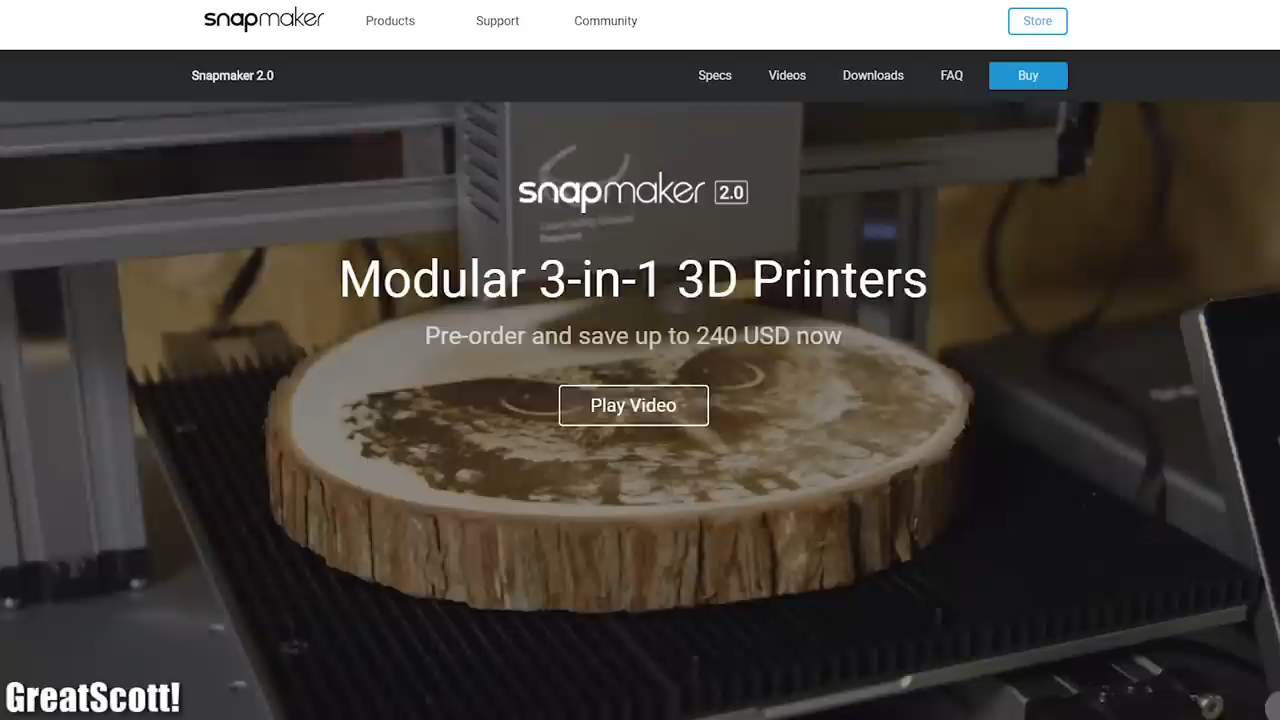 snapmaker
Products
Support
Community
Store
Snapmaker 2.0
Specs
Videos
Downloads
FAQ
Buy
snapmaker 2.0
Modular 3-in-1 3D Printers
Pre-order and save up to 240 USD now
Play Video
GreatScott!